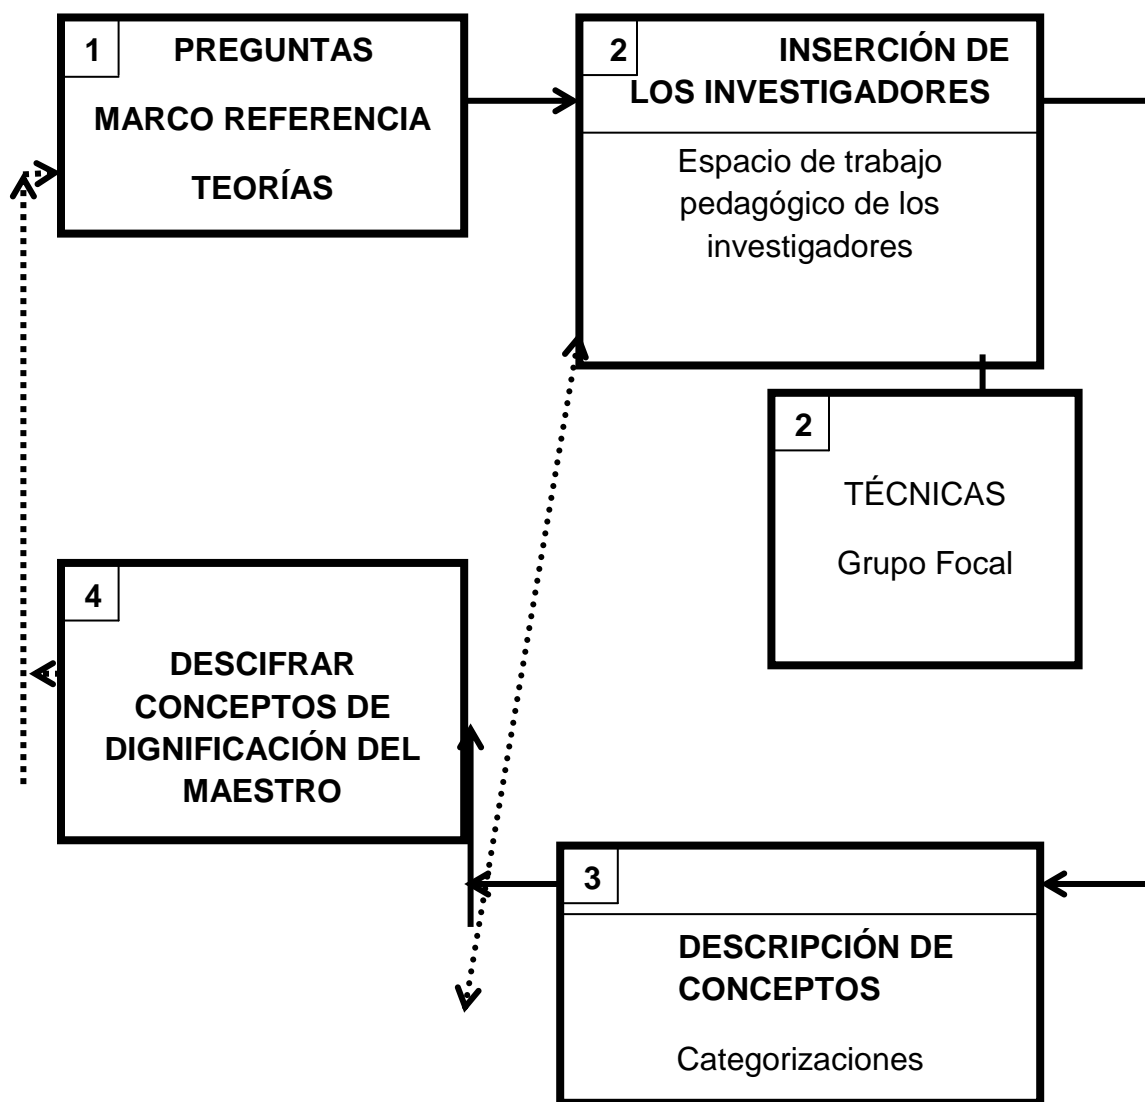 1 PREGUNTAS
MARCO REFERENCIA
TEORÍAS
2 INSERCIÓN DE
LOS INVESTIGADORES
Espacio de trabajo
pedagógico de los
investigadores
2
TÉCNICAS
Grupo Focal
4
DESCIFRAR
CONCEPTOS DE
DIGNIFICACIÓN DEL
MAESTRO
3
DESCRIPCIÓN DE
CONCEPTOS
Categorizaciones